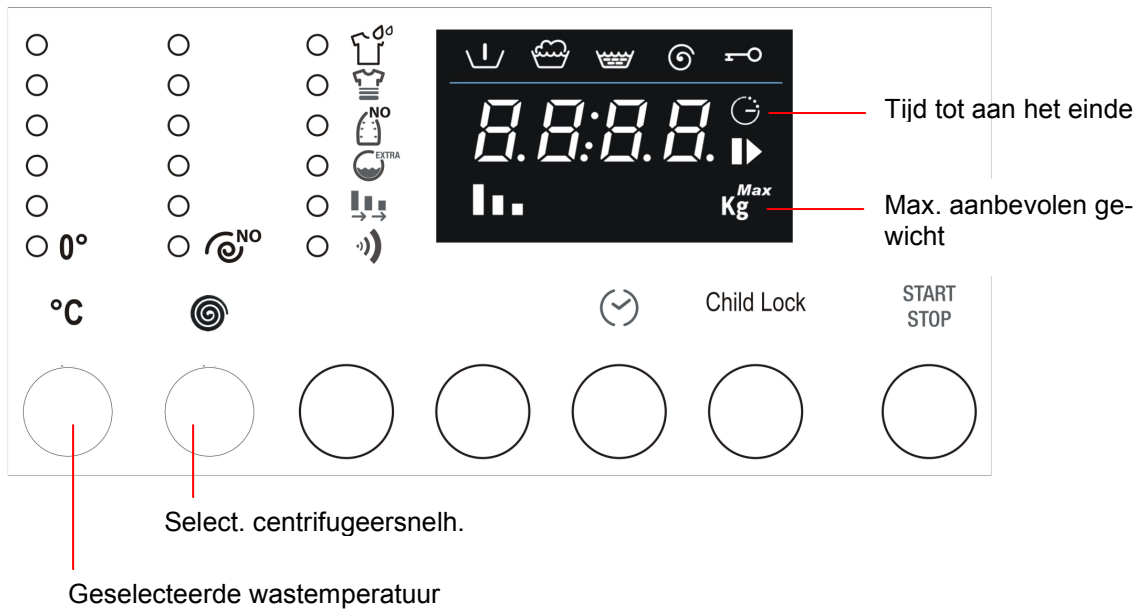 NO
EXTRA
0°
NO
8.8:8.8.
Max
Kg
Tijd tot aan het einde
Max. aanbevolen ge-
wicht
°C
Child Lock
START
STOP
Select. centrifugeersnelh.
Geselecteerde wastemperatuur